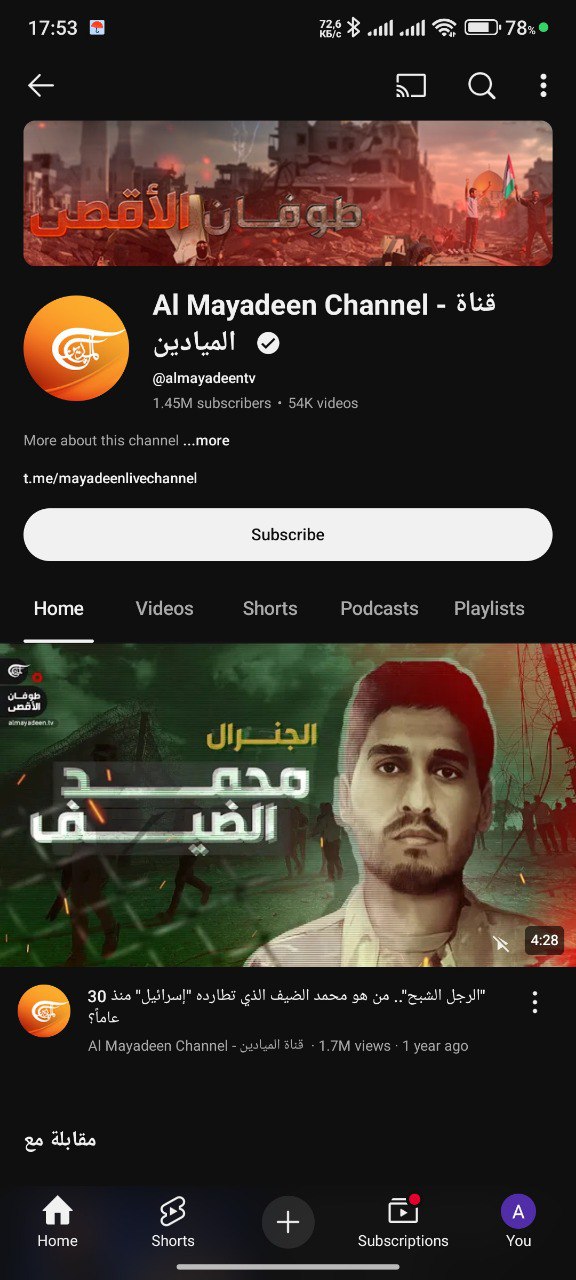 17:53
72,6
КБ/с
78%
طوفان الأقصى
Al Mayadeen Channel - قناة
الميادين
@almayadeentv
1.45M subscribers • 54K videos
More about this channel ...more
t.me/mayadeenlivechannel
Subscribe
Home
Videos
Shorts
Podcasts
Playlists
طوفان
الأقصى
almayadeen.tv
الجنرال
محمد
الضيف
4:28
"الرجل الشبح".. من هو محمد الضيف الذي تطارده "إسرائيل" منذ 30
عاماً؟
Al Mayadeen Channel - قناة الميادين · 1.7M views · 1 year ago
مقابلة مع
Home
Shorts
Subscriptions
A
You